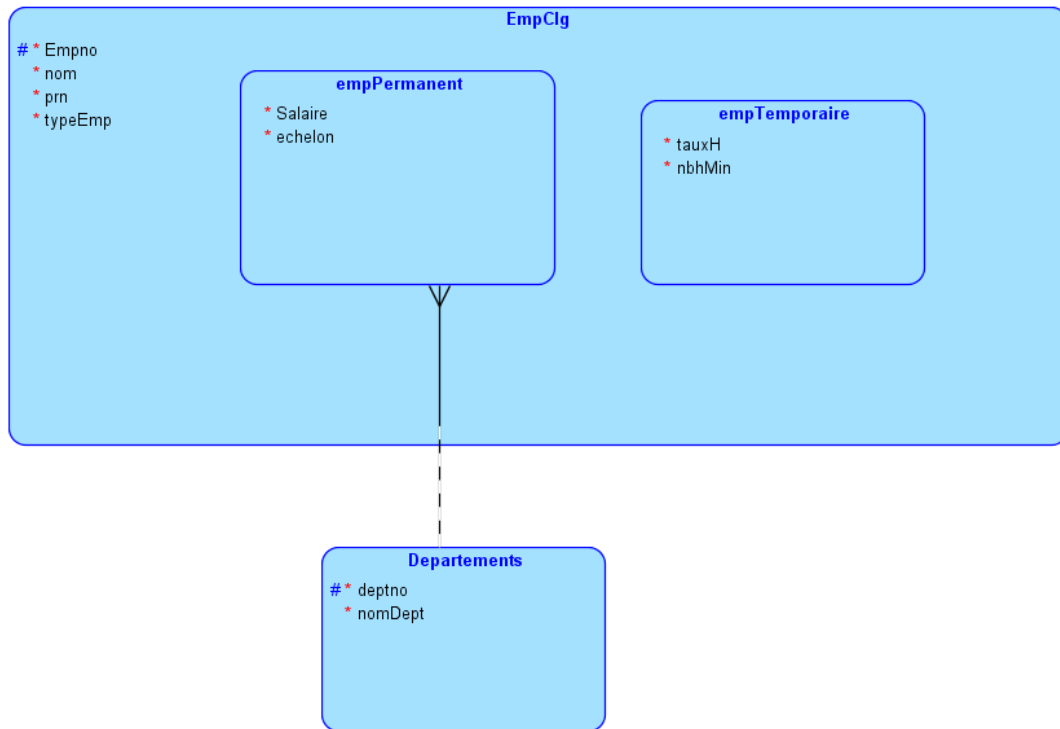 EmpClg
# * Empno
* nom
* prn
* typeEmp
empPermanent
* Salaire
* echelon
empTemporaire
* tauxH
* nbhMin
Departements
# * deptno
* nomDept